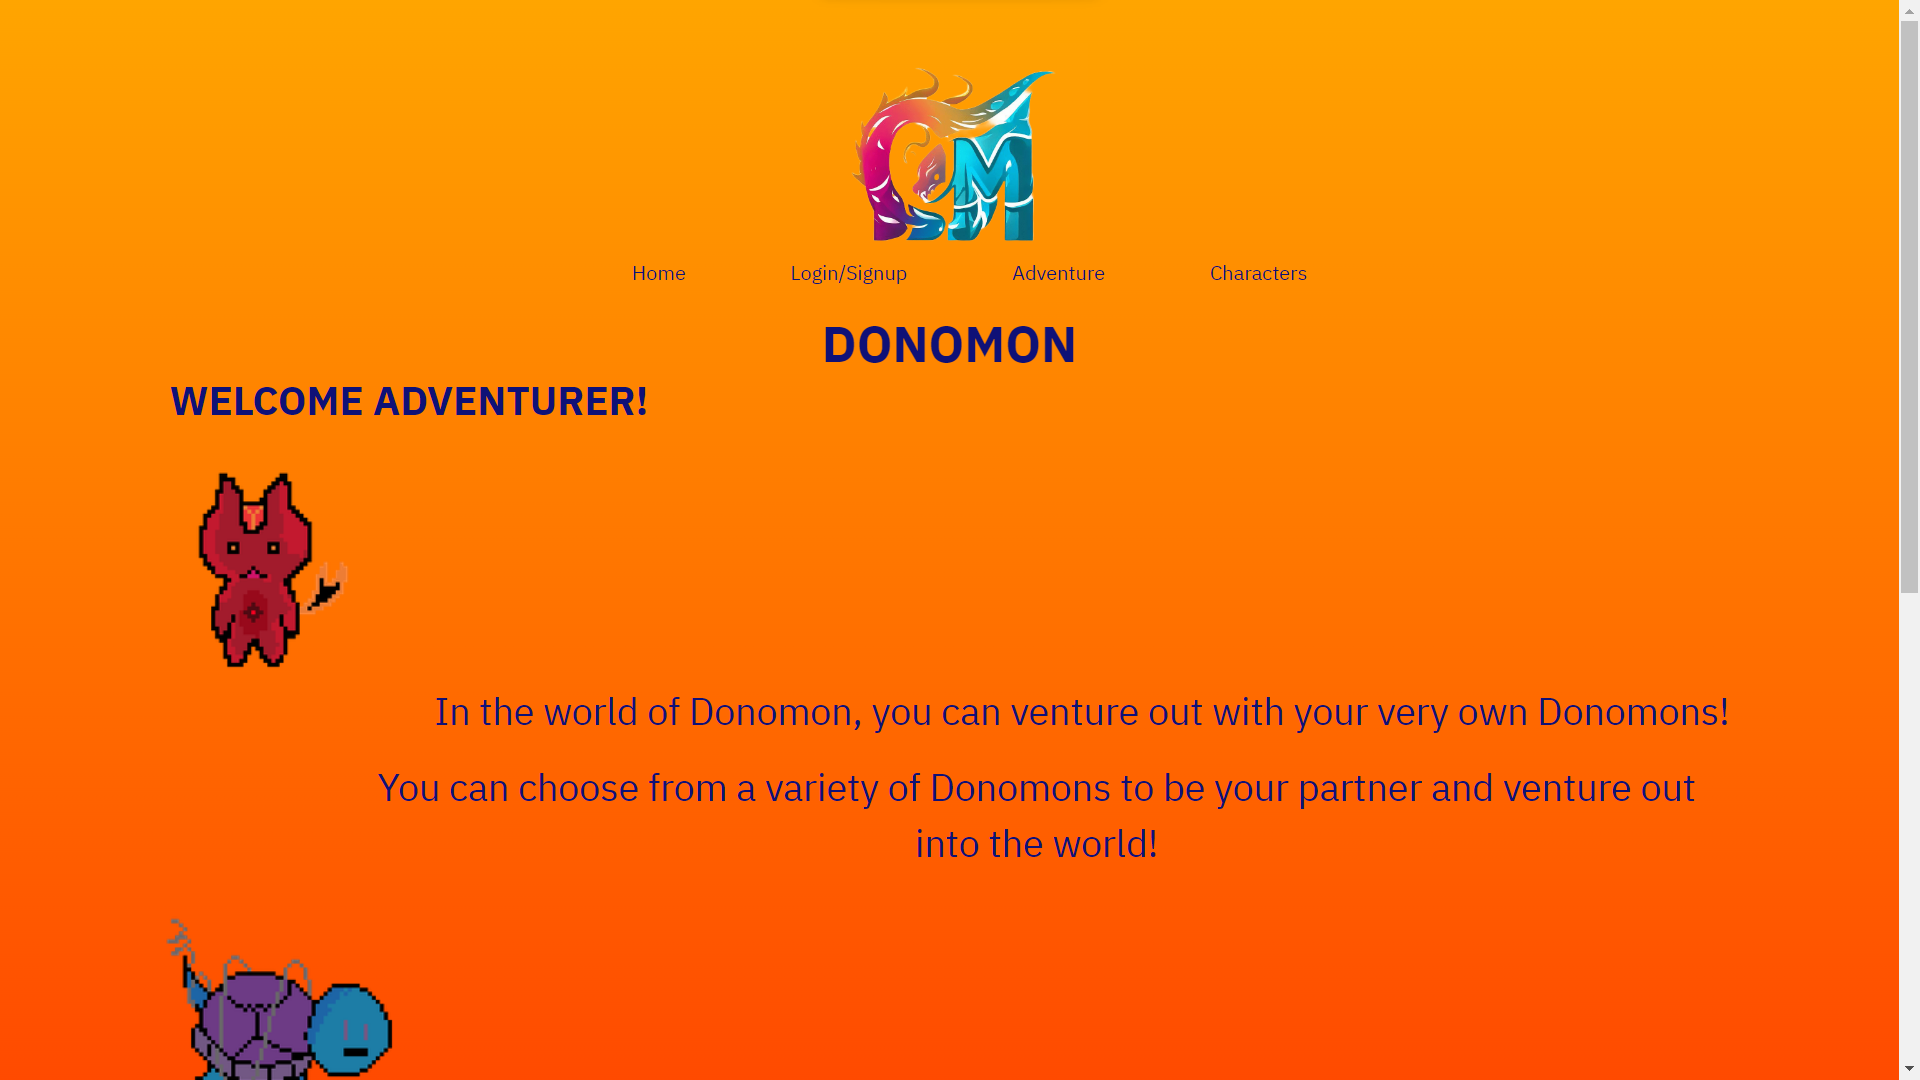 DM
Home Login/Signup Adventure Characters
DONOMON
WELCOME ADVENTURER!
In the world of Donomon, you can venture out with your very own Donomons!
You can choose from a variety of Donomons to be your partner and venture out
into the world!